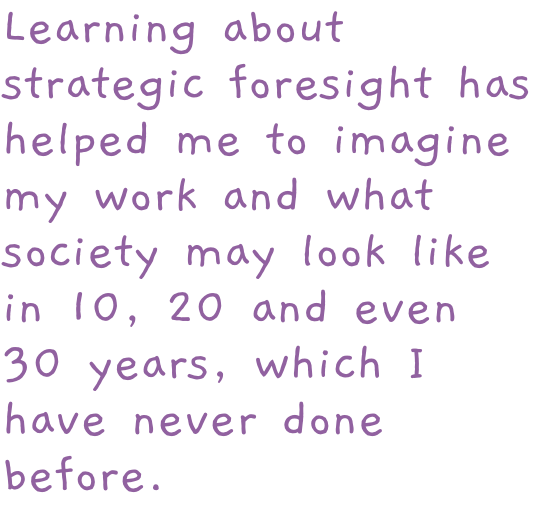 Learning about
strategic foresight has
helped me to imagine
my work and what
society may look like
in 10, 20 and even
30 years, which I
have never done
before.